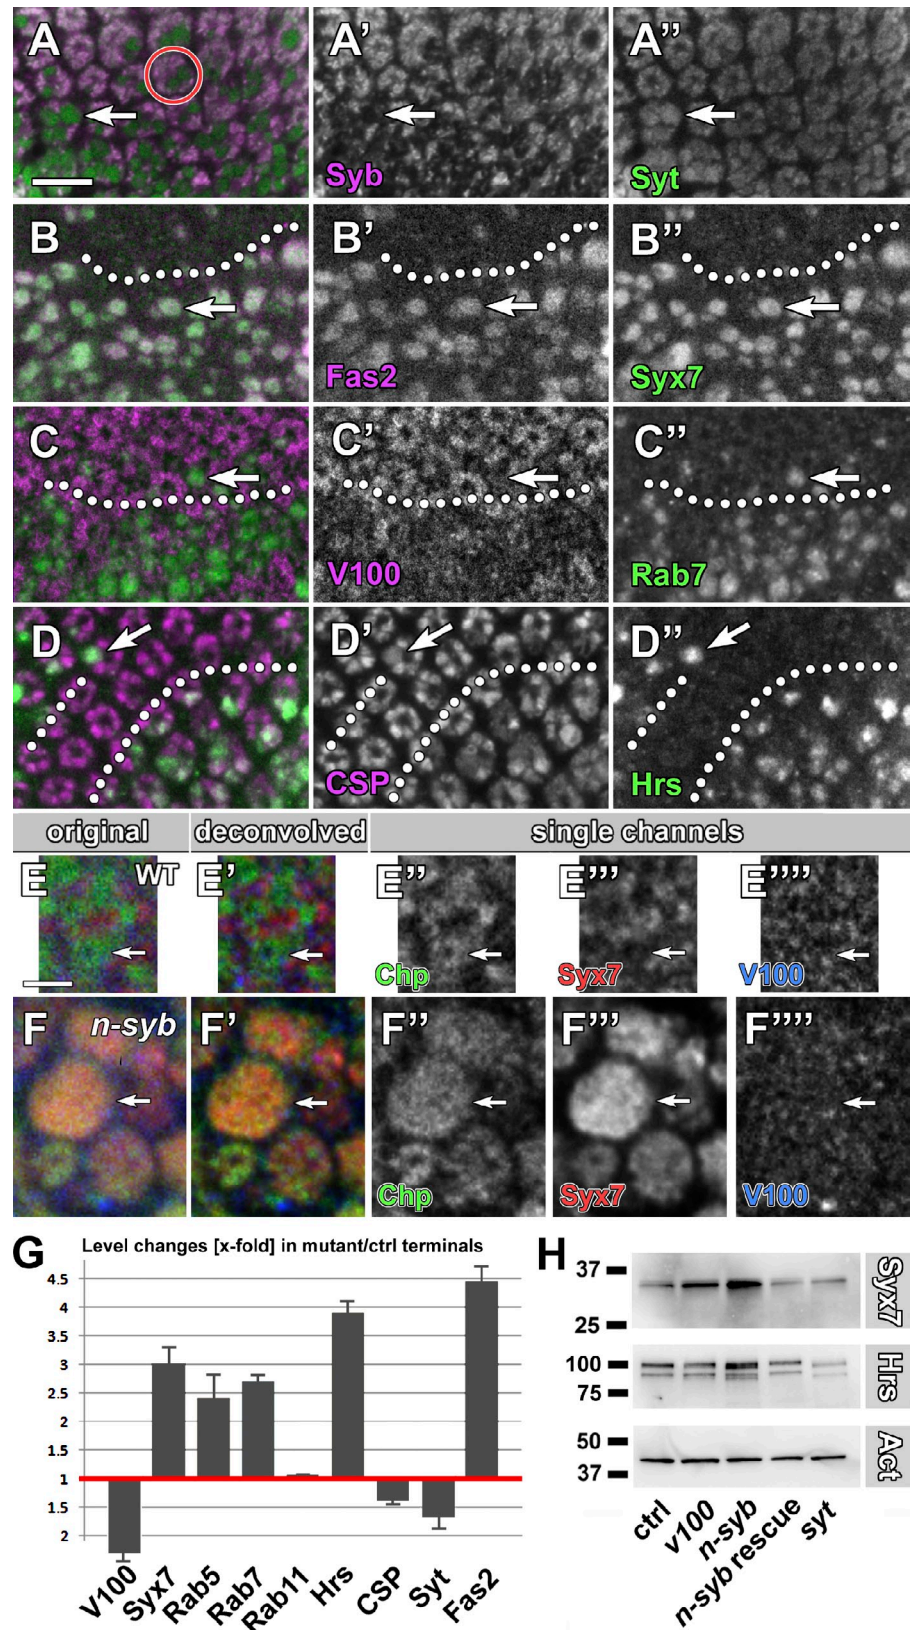 A A’ A”
Syb Syt
B B’ B”
Fas2 Syx7
C C’ C”
V100 Rab7
D D’ D”
CSP Hrs
original deconvolved single channels
E WT E’ E” E”’ E””
Chp Syx7 V100
F n-syb F’ F” F”’ F””
Chp Syx7 V100
G Level changes [x-fold] in mutant/ctrl terminals
4.5
4
3.5
3
2.5
2
1.5
1
1.5
2
V100 Syx7 Rab5 Rab7 Rab11 Hrs CSP Syt Fas2
H
37
25
Syx7
100
75
Hrs
50
37
Act
ctrl v100 n-syb n-syb rescue syt